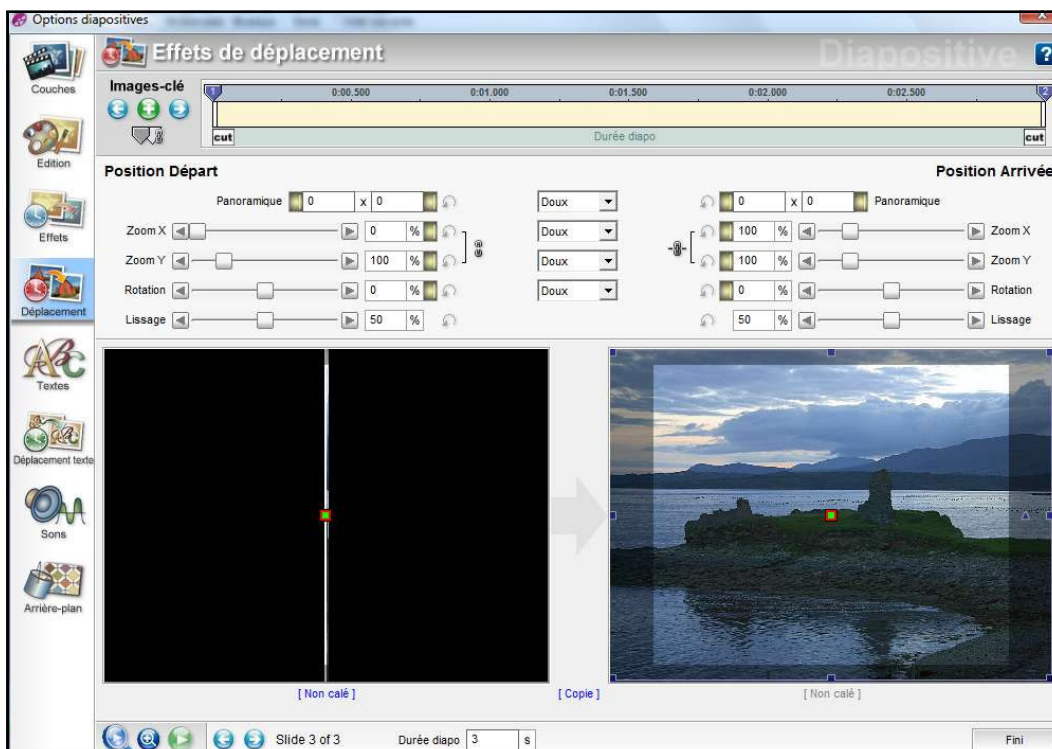 Options diapositives
Effets de déplacement
Diapositive
?
Couches
Images-clé
1
0:00.500
0:01.000
0:01.500
0:02.000
0:02.500
2
cut
Durée diapo
cut
Edition
Position Départ
Position Arrivée
Panoramique 0 x 0 Doux 0 x 0 Panoramique
Effets
Zoom X 0 % Doux 100 % Zoom X
Zoom Y 100 % Doux 100 % Zoom Y
Rotation 0 % Doux 0 % Rotation
Déplacement
Lissage 50 % 50 % Lissage
Textes
Déplacement texte
Sons
Arrière-plan
[ Non calé ] [ Copie ] [ Non calé ]
Slide 3 of 3 Durée diapo 3 s Fini